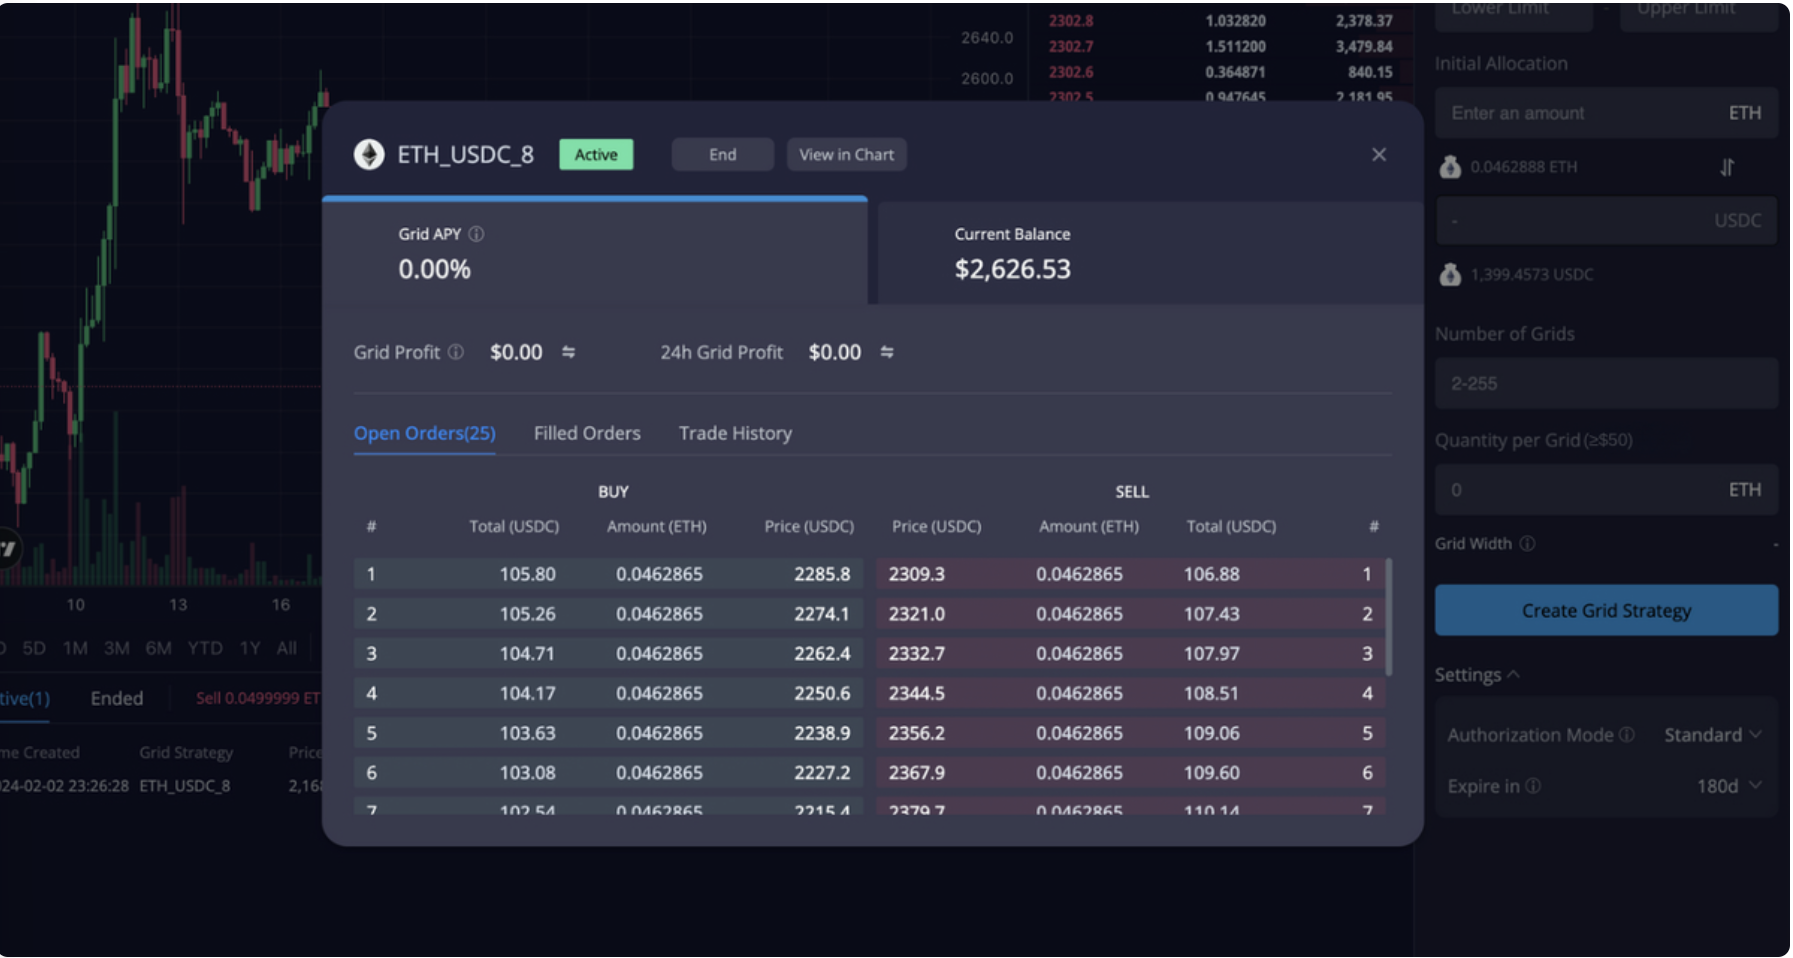 2640.0
2600.0
2302.8 1.032820 2,378.37
2302.7 1.511200 3,479.84
2302.6 0.364871 840.15
2302.5 0.947645 2,181.95
Lower Limit - Upper Limit
Initial Allocation
Enter an amount ETH
0.0462888 ETH
- USDC
1,399.4573 USDC
Number of Grids
2-255
Quantity per Grid (≥$50)
0 ETH
Grid Width -
Create Grid Strategy
Settings
Authorization Mode Standard
Expire in 180d
ETH_USDC_8 Active End View in Chart
Grid APY
0.00%
Current Balance
$2,626.53
Grid Profit $0.00 24h Grid Profit $0.00
Open Orders(25) Filled Orders Trade History
BUY SELL
# Total (USDC) Amount (ETH) Price (USDC) Price (USDC) Amount (ETH) Total (USDC) #
1 105.80 0.0462865 2285.8 2309.3 0.0462865 106.88 1
2 105.26 0.0462865 2274.1 2321.0 0.0462865 107.43 2
3 104.71 0.0462865 2262.4 2332.7 0.0462865 107.97 3
4 104.17 0.0462865 2250.6 2344.5 0.0462865 108.51 4
5 103.63 0.0462865 2238.9 2356.2 0.0462865 109.06 5
6 103.08 0.0462865 2227.2 2367.9 0.0462865 109.60 6
7 102.54 0.0462865 2215.4 2379.7 0.0462865 110.14 7
10 13 16
5D 1M 3M 6M YTD 1Y All
tive(1) Ended Sell 0.0499999 ET
me Created Grid Strategy Price
24-02-02 23:26:28 ETH_USDC_8 2,168